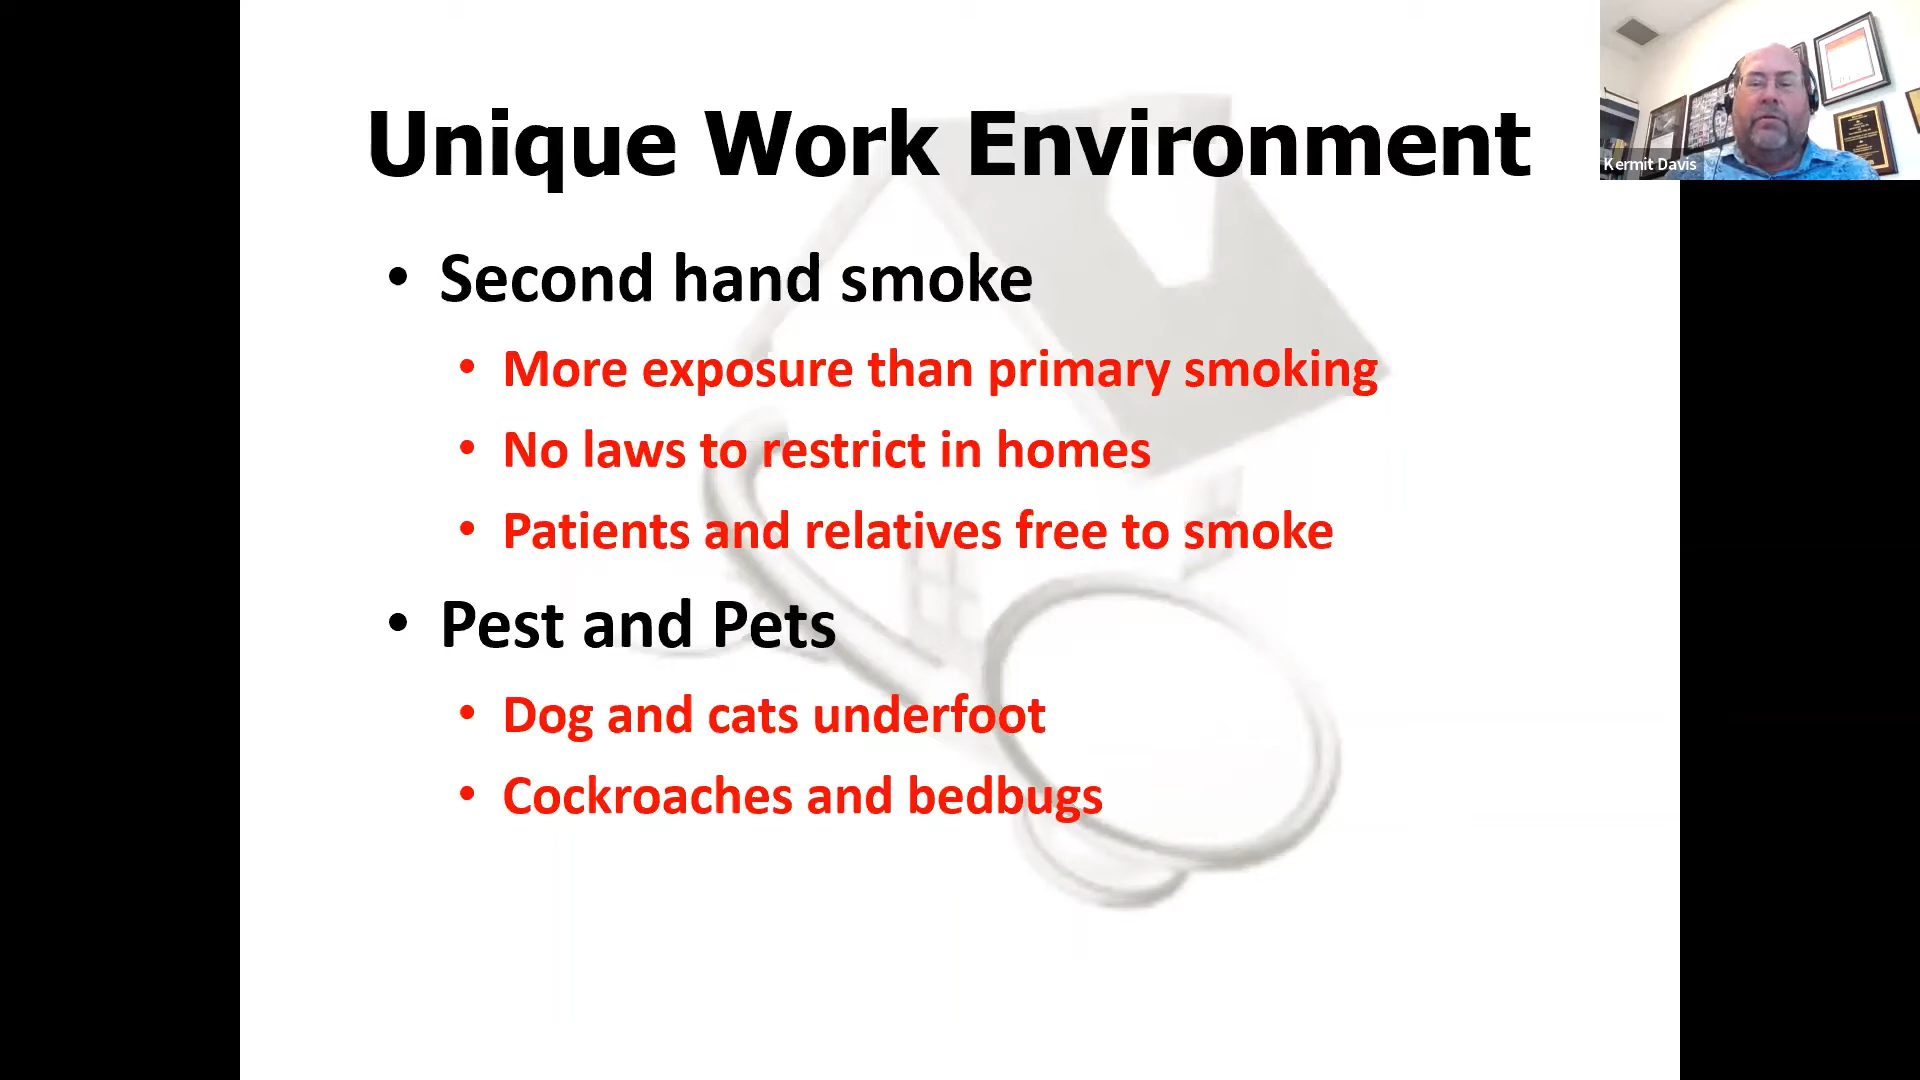 Unique Work Environment
• Second hand smoke
• More exposure than primary smoking
• No laws to restrict in homes
• Patients and relatives free to smoke
• Pest and Pets
• Dog and cats underfoot
• Cockroaches and bedbugs
Kermit Davis